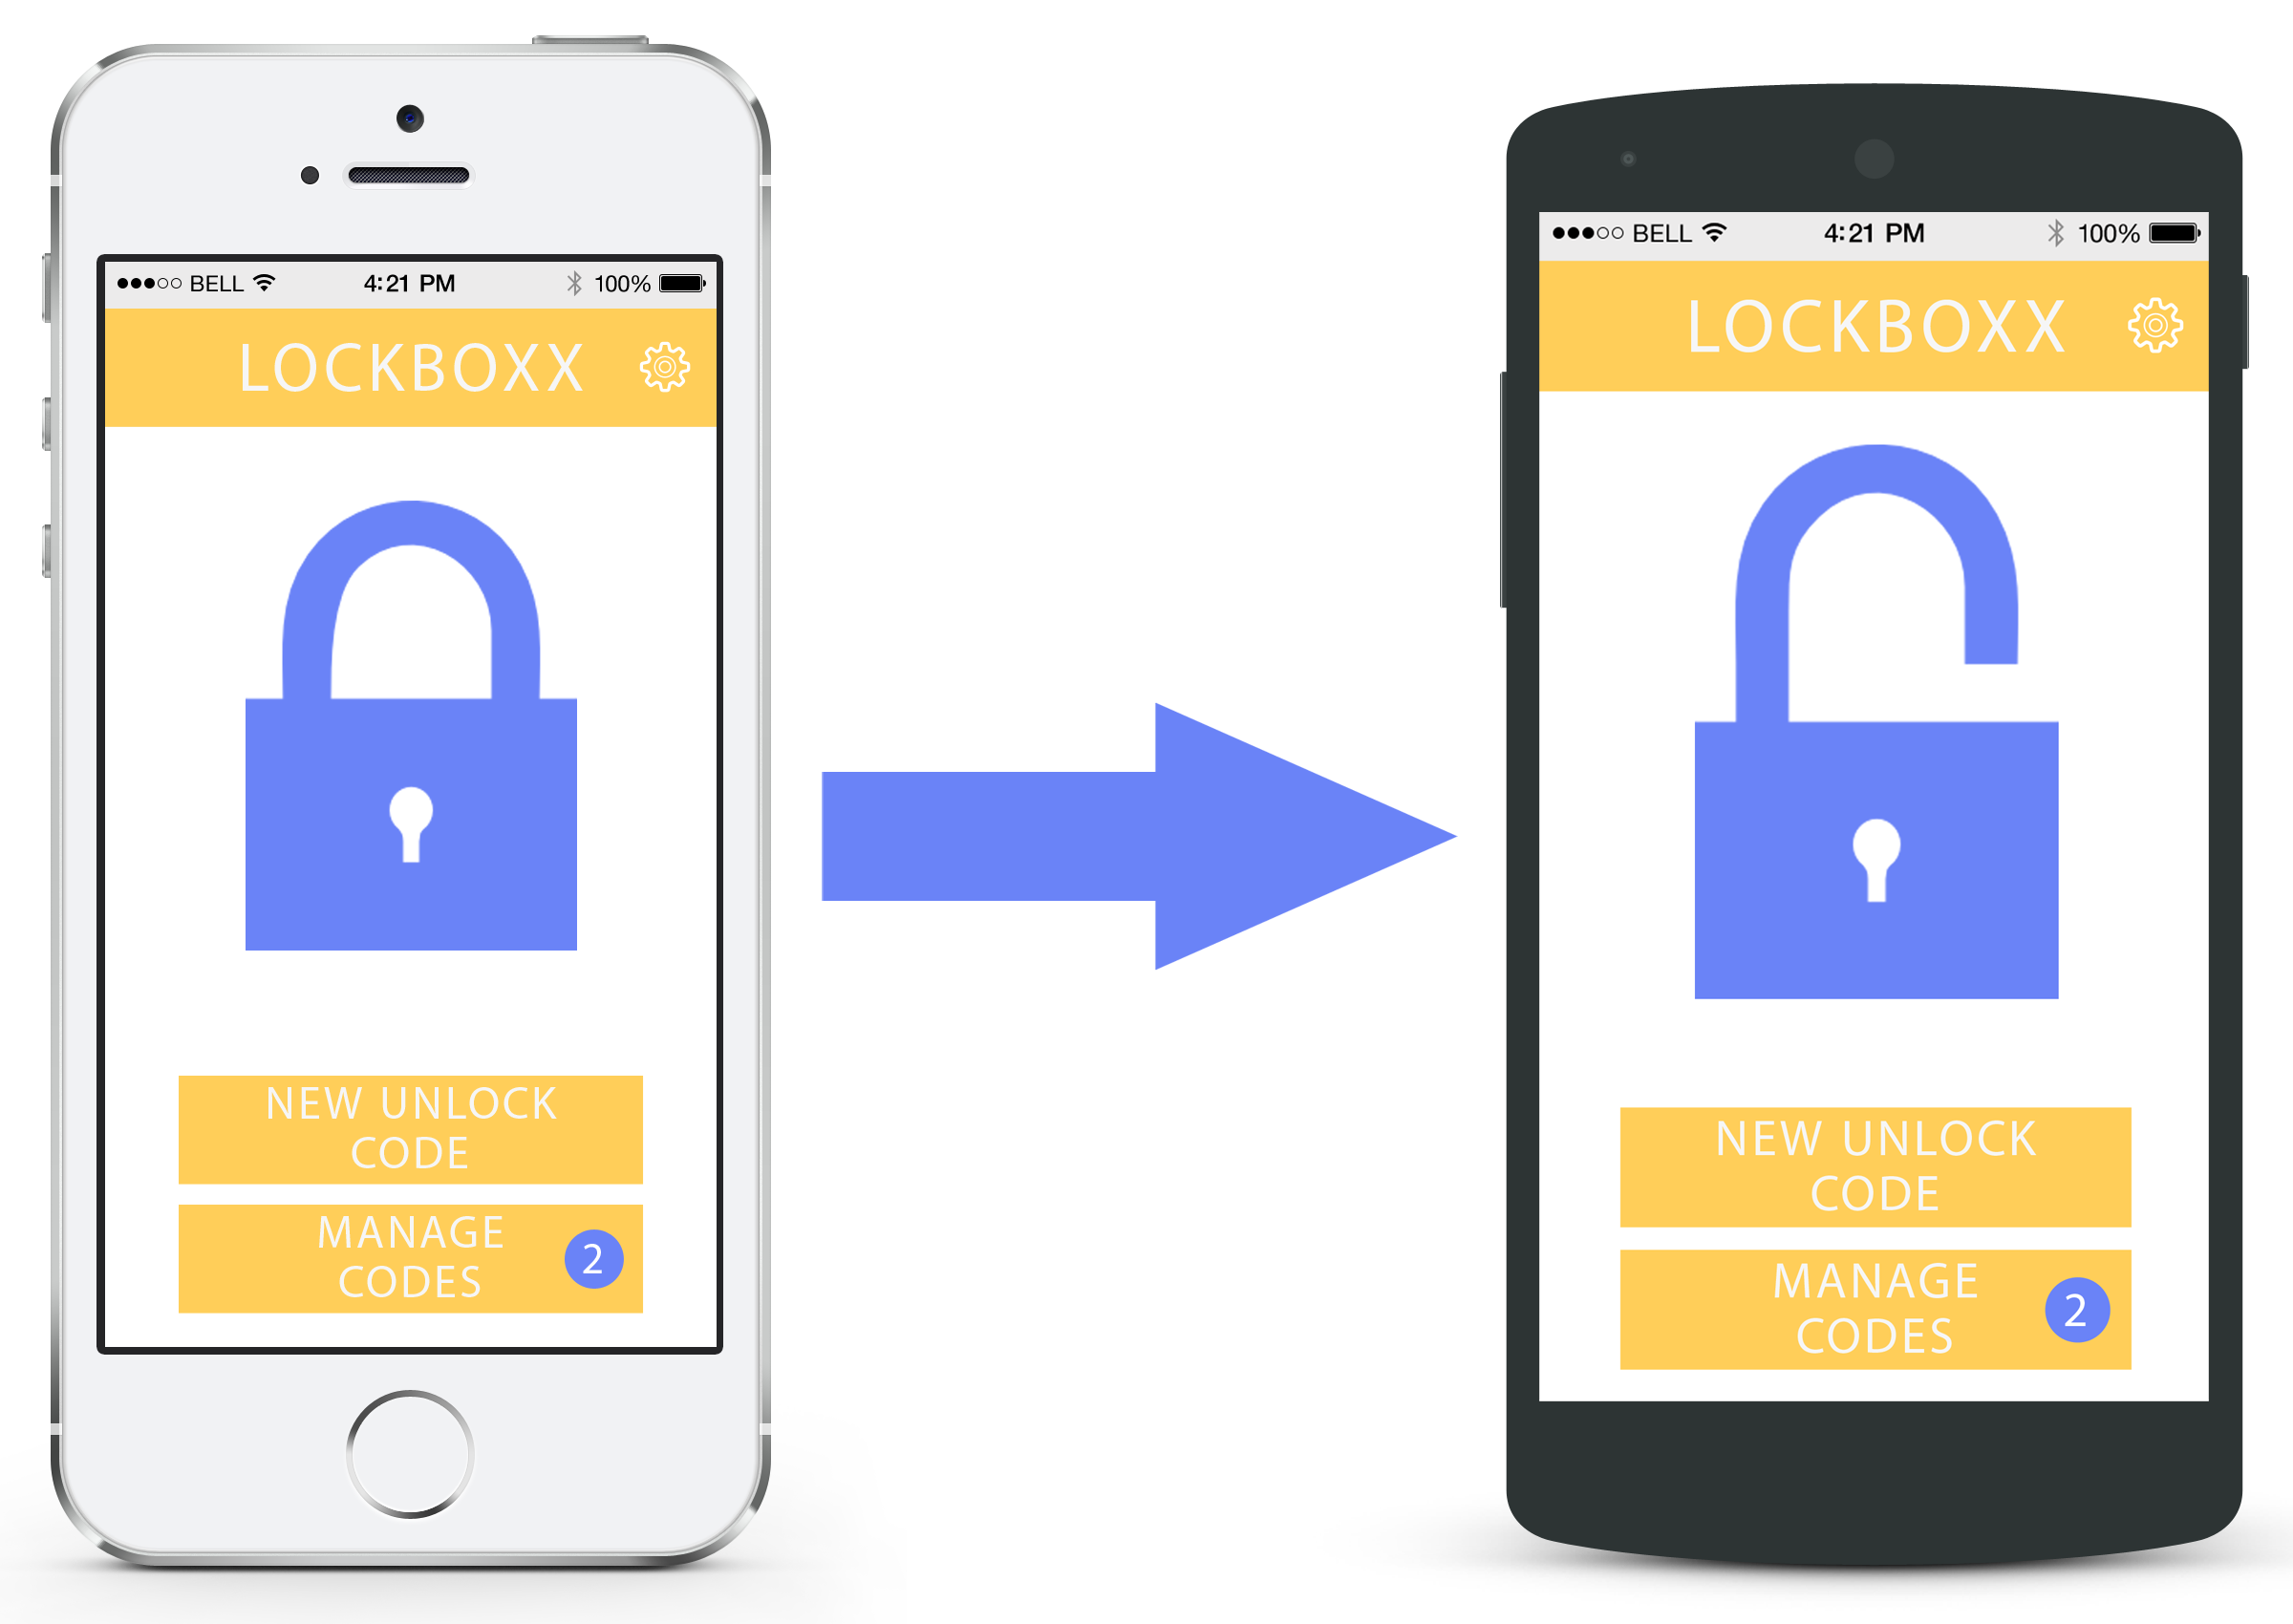 BELL 4:21 PM 100%
LOCKBOXX
NEW UNLOCK
CODE
MANAGE
CODES
2
BELL 4:21 PM 100%
LOCKBOXX
NEW UNLOCK
CODE
MANAGE
CODES
2